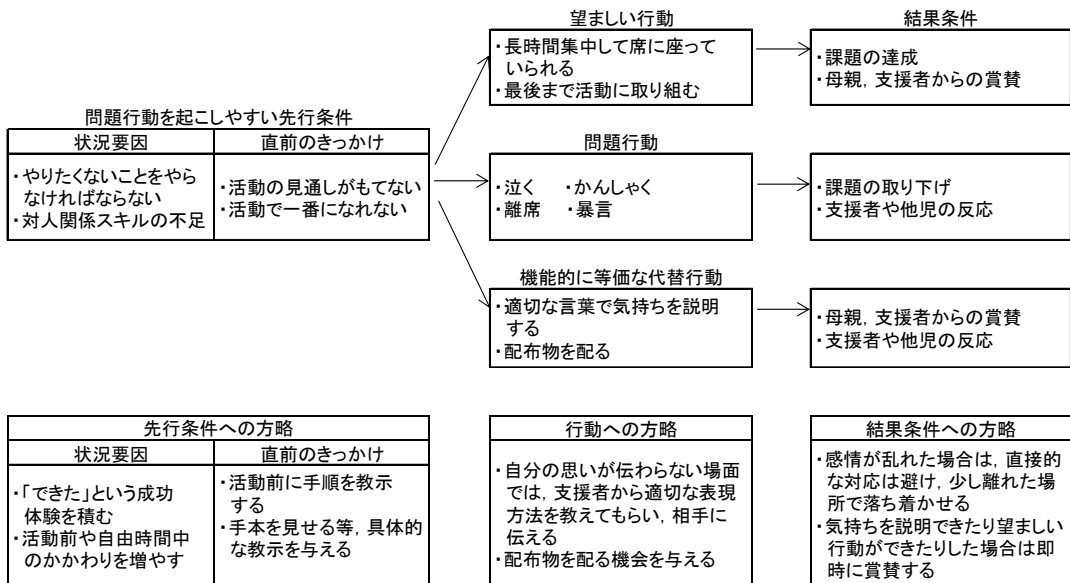 望ましい行動
・長時間集中して席に座って
いられる
・最後まで活動に取り組む
結果条件
・課題の達成
・母親，支援者からの賞賛
問題行動を起こしやすい先行条件
状況要因
直前のきっかけ
・やりたくないことをやら
なければならない
・対人関係スキルの不足
・活動の見通しがもてない
・活動で一番になれない
問題行動
・泣く ・かんしゃく
・離席 ・暴言
・課題の取り下げ
・支援者や他児の反応
機能的に等価な代替行動
・適切な言葉で気持ちを説明
する
・配布物を配る
・母親，支援者からの賞賛
・支援者や他児の反応
先行条件への方略
状況要因
直前のきっかけ
・「できた」という成功
体験を積む
・活動前や自由時間中
のかかわりを増やす
・活動前に手順を教示
する
・手本を見せる等，具体的
な教示を与える
行動への方略
・自分の思いが伝わらない場面
では，支援者から適切な表現
方法を教えてもらい，相手に
伝える
・配布物を配る機会を与える
結果条件への方略
・感情が乱れた場合は，直接的
な対応は避け，少し離れた場
所で落ち着かせる
・気持ちを説明できたり望ましい
行動ができたりした場合は即
時に賞賛する